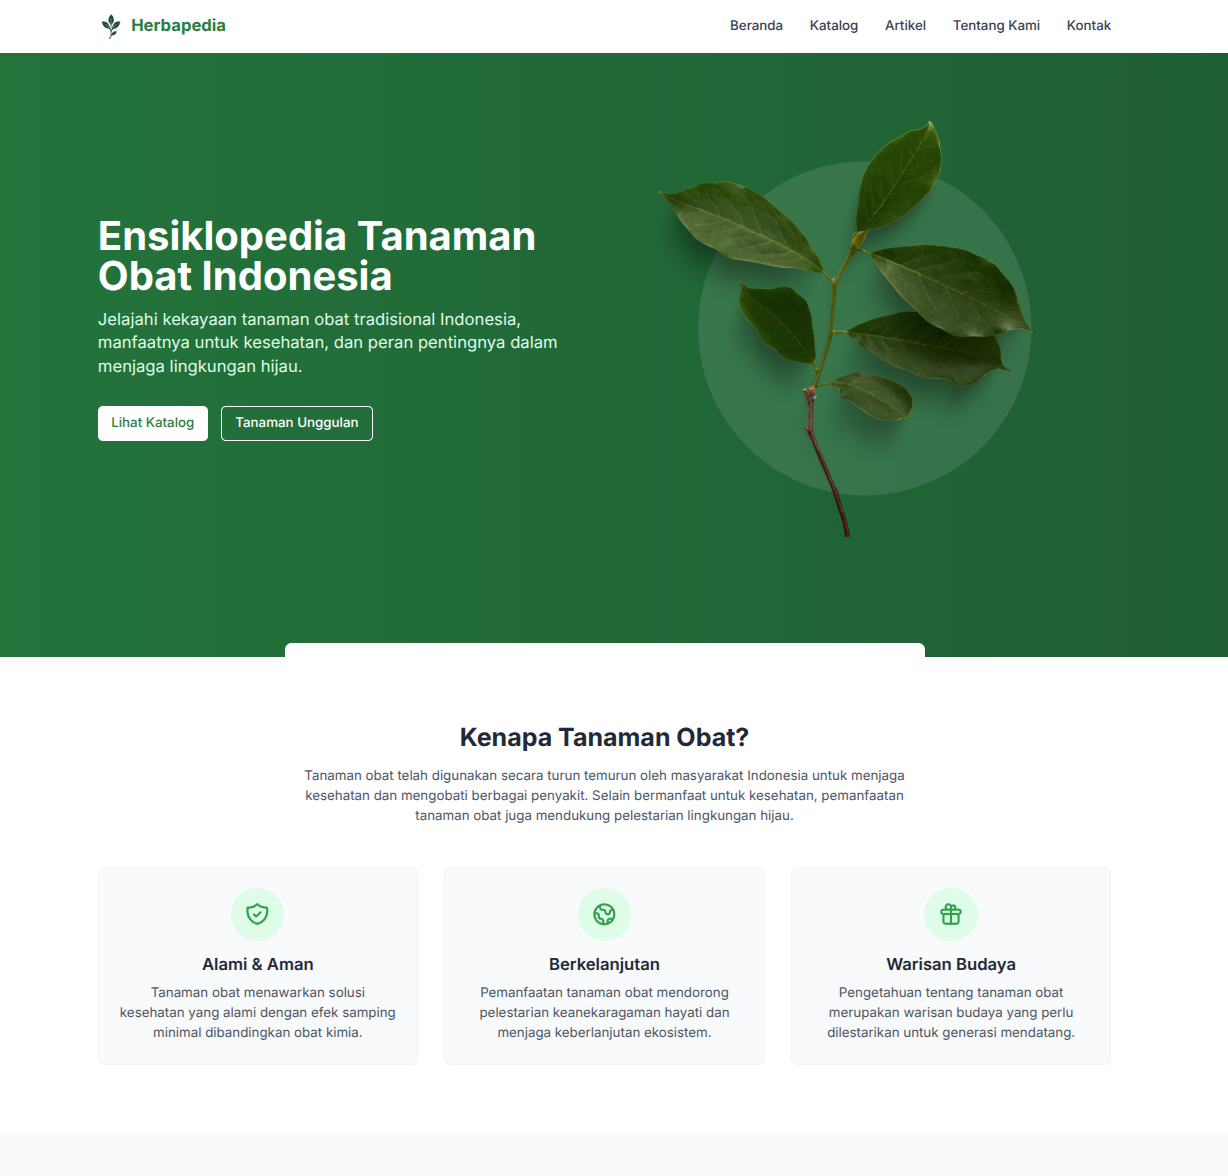 Herbapedia
Beranda Katalog Artikel Tentang Kami Kontak
Ensiklopedia Tanaman
Obat Indonesia
Jelajahi kekayaan tanaman obat tradisional Indonesia,
manfaatnya untuk kesehatan, dan peran pentingnya dalam
menjaga lingkungan hijau.
Lihat Katalog
Tanaman Unggulan
Kenapa Tanaman Obat?
Tanaman obat telah digunakan secara turun temurun oleh masyarakat Indonesia untuk menjaga
kesehatan dan mengobati berbagai penyakit. Selain bermanfaat untuk kesehatan, pemanfaatan
tanaman obat juga mendukung pelestarian lingkungan hijau.
Alami & Aman
Tanaman obat menawarkan solusi
kesehatan yang alami dengan efek samping
minimal dibandingkan obat kimia.
Berkelanjutan
Pemanfaatan tanaman obat mendorong
pelestarian keanekaragaman hayati dan
menjaga keberlanjutan ekosistem.
Warisan Budaya
Pengetahuan tentang tanaman obat
merupakan warisan budaya yang perlu
dilestarikan untuk generasi mendatang.